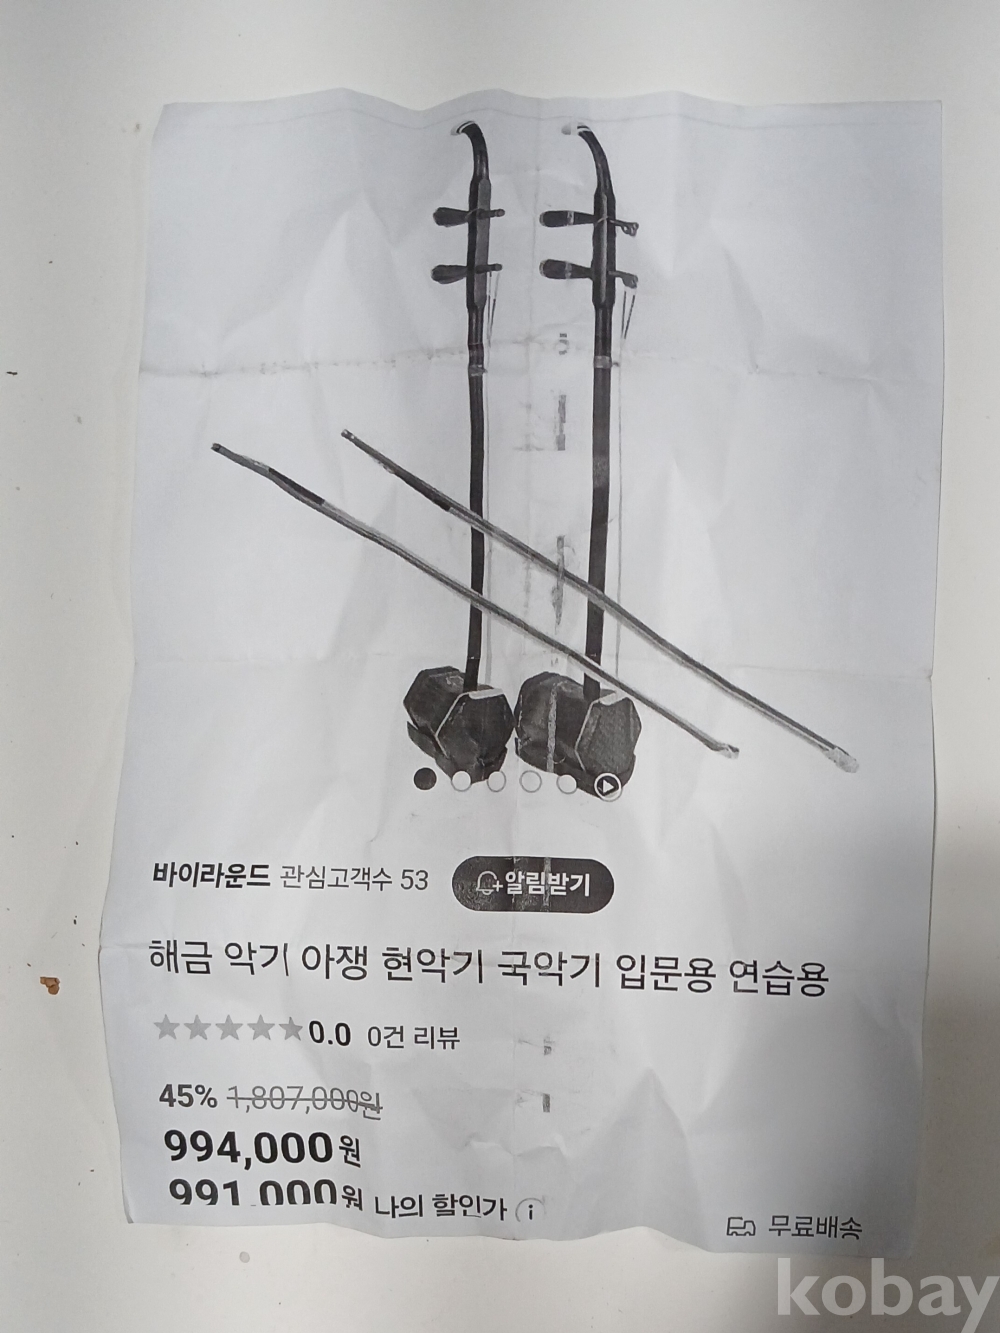 바이라운드 관심고객수 53 알림받기
해금 악기 아쟁 현악기 국악기 입문용 연습용
0.0 0건 리뷰
45% 1,807,000원
994,000원
991,000원 나의 할인가 i
무료배송
kobay